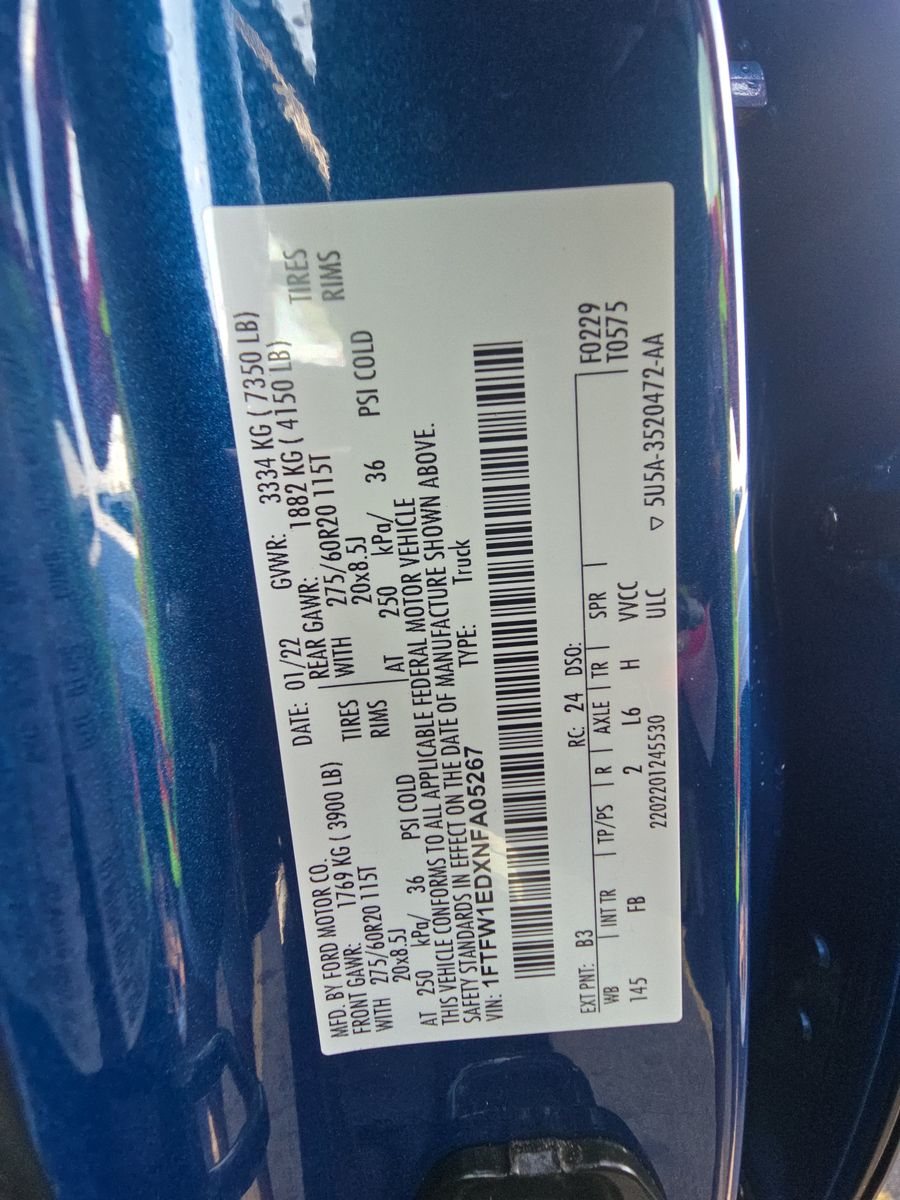 MFD. BY FORD MOTOR CO. DATE: 01/22 GVWR: 3334 KG ( 7350 LB)
FRONT GAWR: 1769 KG ( 3900 LB) REAR GAWR: 1882 KG ( 4150 LB)
WITH 275/60R20 115T TIRES WITH 275/60R20 115T TIRES
20x8.5J RIMS 20x8.5J RIMS
AT 250 kPa/ 36 PSI COLD AT 250 kPa/ 36 PSI COLD
THIS VEHICLE CONFORMS TO ALL APPLICABLE FEDERAL MOTOR VEHICLE
SAFETY STANDARDS IN EFFECT ON THE DATE OF MANUFACTURE SHOWN ABOVE.
VIN: 1FTFW1EDXNFA05267 TYPE: Truck
EXT PNT: B3 RC: 24 DSO: F0229
WB INT TR TP/PS R AXLE TR SPR T0575
145 FB 2 L6 H VVCC
ULC
2202201245530 ▽ 5U5A-3520472-AA